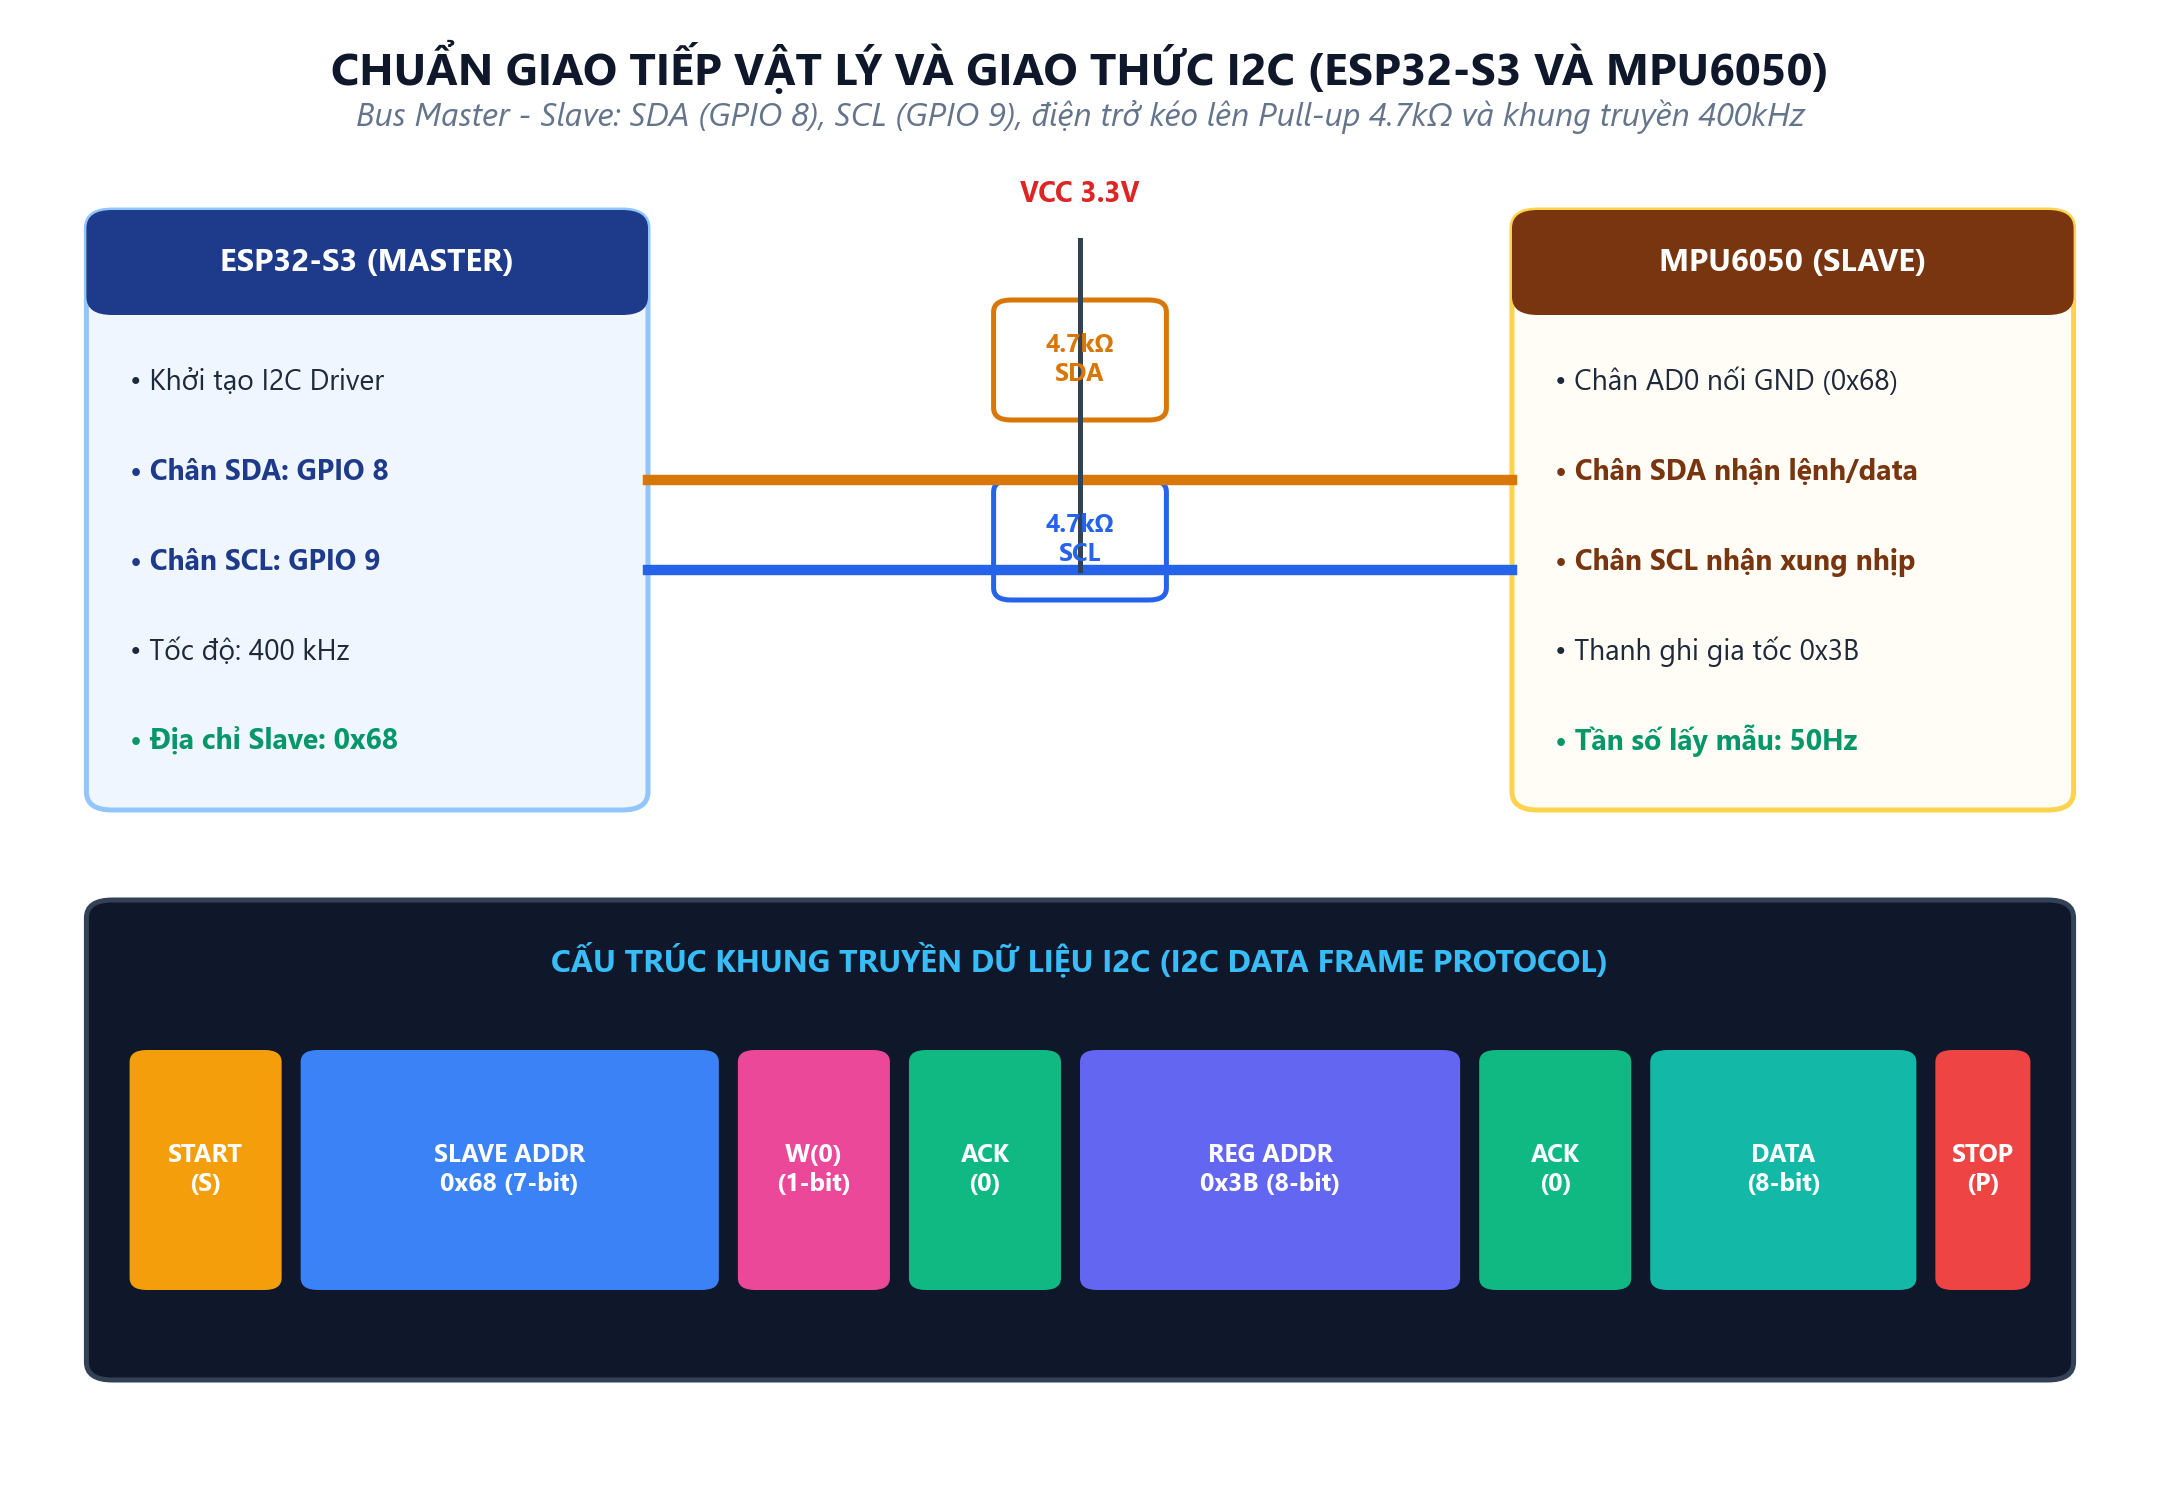 CHUẨN GIAO TIẾP VẬT LÝ VÀ GIAO THỨC I2C (ESP32-S3 VÀ MPU6050)
Bus Master - Slave: SDA (GPIO 8), SCL (GPIO 9), điện trở kéo lên Pull-up 4.7kΩ và khung truyền 400kHz
VCC 3.3V
ESP32-S3 (MASTER)
• Khởi tạo I2C Driver
• Chân SDA: GPIO 8
• Chân SCL: GPIO 9
• Tốc độ: 400 kHz
• Địa chỉ Slave: 0x68
4.7kΩ
SDA
4.7kΩ
SCL
MPU6050 (SLAVE)
• Chân AD0 nối GND (0x68)
• Chân SDA nhận lệnh/data
• Chân SCL nhận xung nhịp
• Thanh ghi gia tốc 0x3B
• Tần số lấy mẫu: 50Hz
CẤU TRÚC KHUNG TRUYỀN DỮ LIỆU I2C (I2C DATA FRAME PROTOCOL)
START
(S)
SLAVE ADDR
0x68 (7-bit)
W(0)
(1-bit)
ACK
(0)
REG ADDR
0x3B (8-bit)
ACK
(0)
DATA
(8-bit)
STOP
(P)